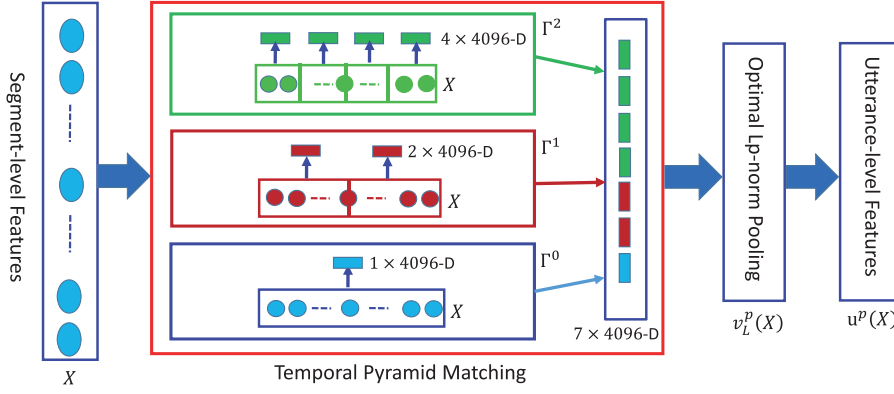 Segment-level Features
X
Γ²
4 × 4096-D
X
Γ¹
2 × 4096-D
X
Γ⁰
1 × 4096-D
X
7 × 4096-D
Temporal Pyramid Matching
Optimal Lp-norm Pooling
v_L^p(X)
Utterance-level Features
u^p(X)